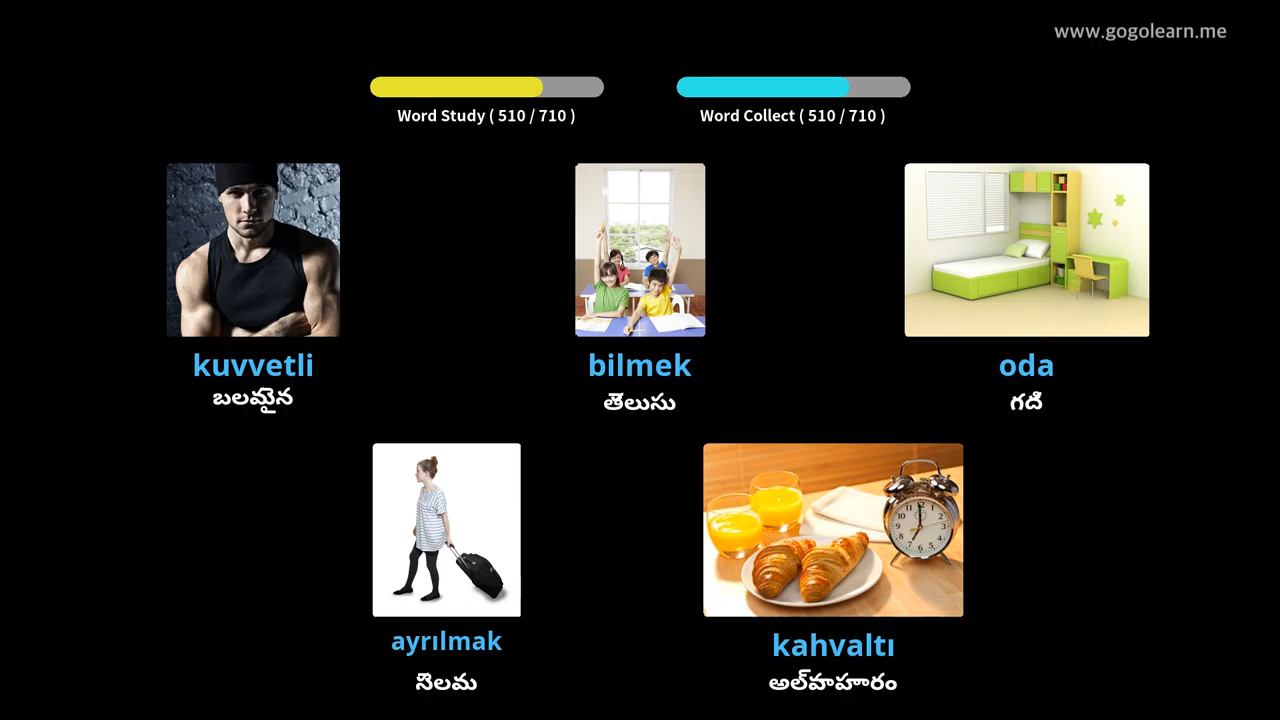 www.gogolearn.me
Word Study ( 510 / 710 )
Word Collect ( 510 / 710 )
kuvvetli
బలమైన
bilmek
తెలుసు
oda
గది
ayrılmak
సెలమ
kahvaltı
అల్వాహారం